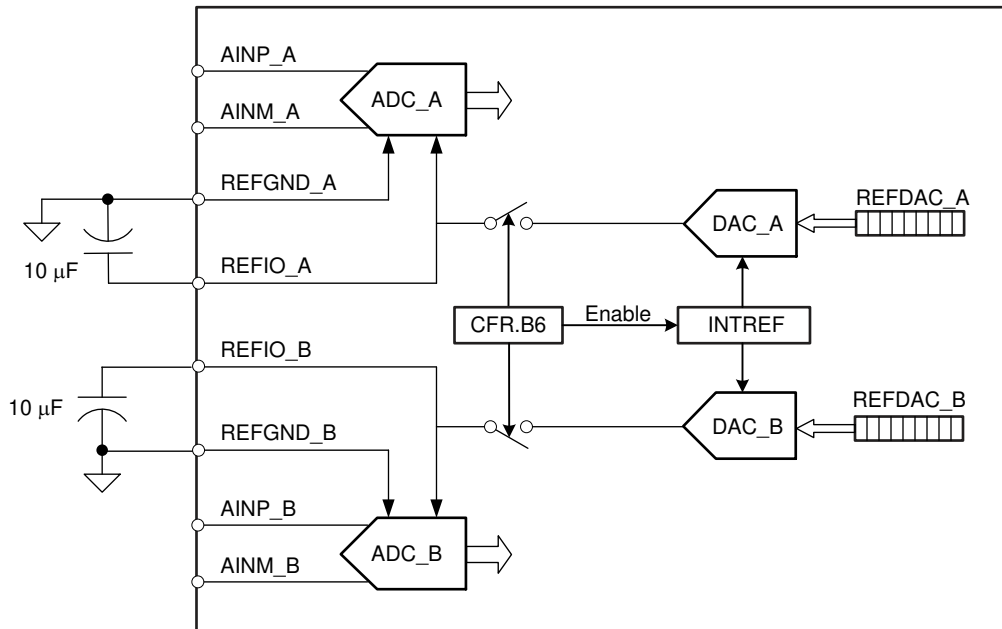 AINP_A
ADC_A
AINM_A
REFGND_A
REFDAC_A
DAC_A
10 μF
REFIO_A
CFR.B6
Enable
INTREF
REFIO_B
10 μF
REFDAC_B
REFGND_B
DAC_B
AINP_B
ADC_B
AINM_B